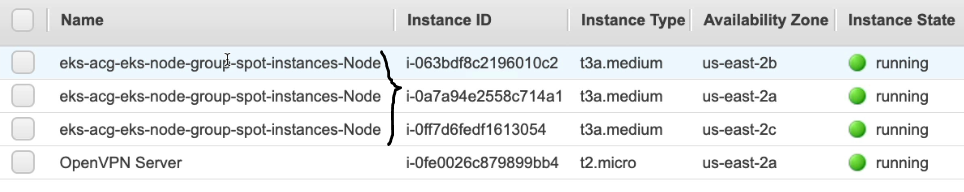 Name Instance ID Instance Type Availability Zone Instance State
eks-acg-eks-node-group-spot-instances-Node i-063bdf8c2196010c2 t3a.medium us-east-2b running
eks-acg-eks-node-group-spot-instances-Node i-0a7a94e2558c714a1 t3a.medium us-east-2a running
eks-acg-eks-node-group-spot-instances-Node i-0ff7d6fedf1613054 t3a.medium us-east-2c running
OpenVPN Server i-0fe0026c879899bb4 t2.micro us-east-2a running